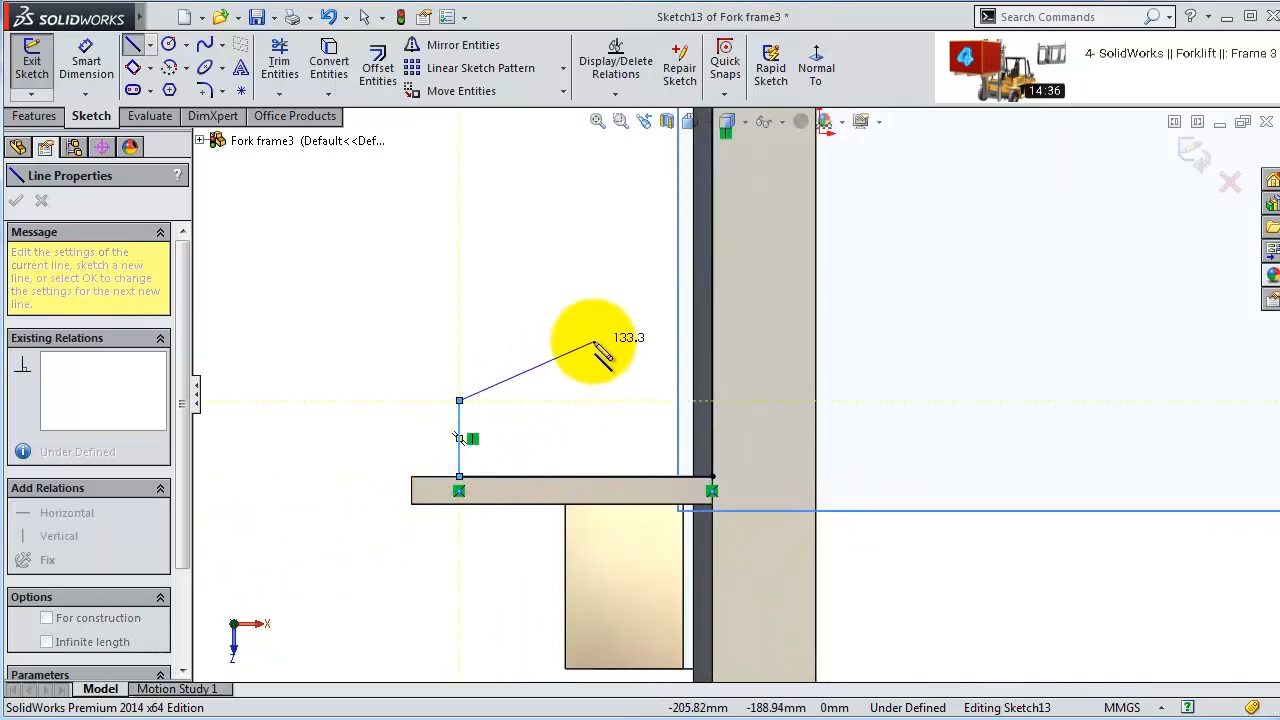 SOLIDWORKS
Sketch13 of Fork frame3 *
Search Commands
Exit Sketch
Smart Dimension
Trim Entities
Convert Entities
Offset Entities
Mirror Entities
Linear Sketch Pattern
Move Entities
Display/Delete Relations
Repair Sketch
Quick Snaps
Rapid Sketch
Normal To
4
4- SolidWorks || Forklift ||: Frame 3
14:36
Features
Sketch
Evaluate
DimXpert
Office Products
Fork frame3 (Default<<Def...
Line Properties
?
Message
Edit the settings of the
current line, sketch a new
line, or select OK to change
the settings for the next new
line.
Existing Relations
Under Defined
Add Relations
Horizontal
Vertical
Fix
Options
For construction
Infinite length
Parameters
133.3
X
Z
Model
Motion Study 1
SolidWorks Premium 2014 x64 Edition
-205.82mm
-188.94mm
0mm
Under Defined
Editing Sketch13
MMGS
?